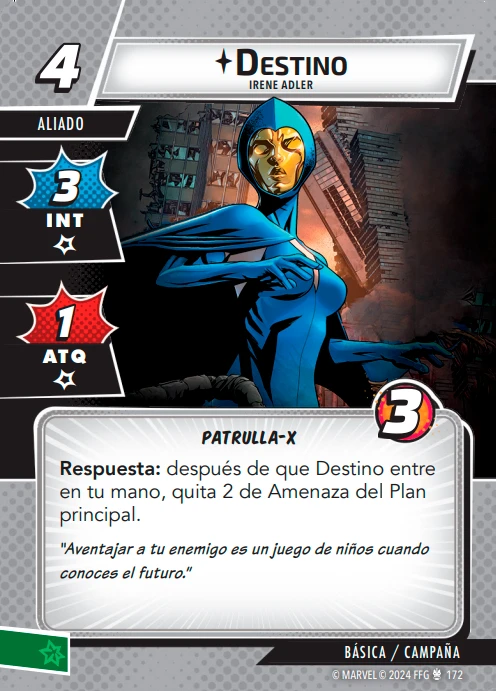 4
DESTINO
IRENE ADLER
ALIADO
3
INT
1
ATQ
3
PATRULLA-X
Respuesta: después de que Destino entre
en tu mano, quita 2 de Amenaza del Plan
principal.
"Aventajar a tu enemigo es un juego de niños cuando
conoces el futuro."
BÁSICA / CAMPAÑA
© MARVEL © 2024 FFG 172